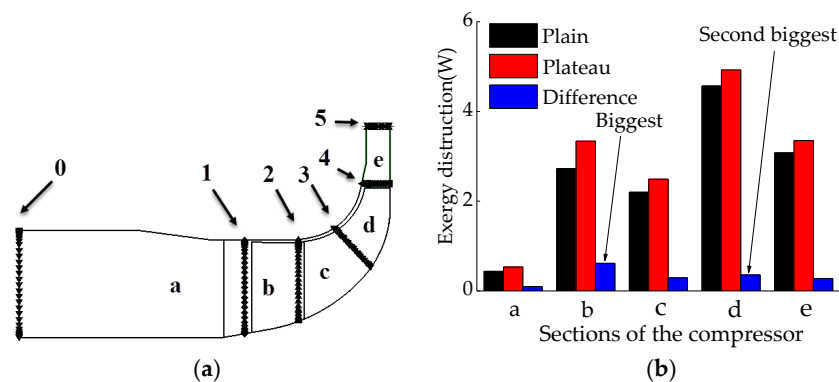 0
1
2
3
4
5
a
b
c
d
e
(a)
Exergy distruction(W)
6
4
2
0
Plain
Plateau
Difference
Biggest
Second biggest
a b c d e
Sections of the compressor
(b)